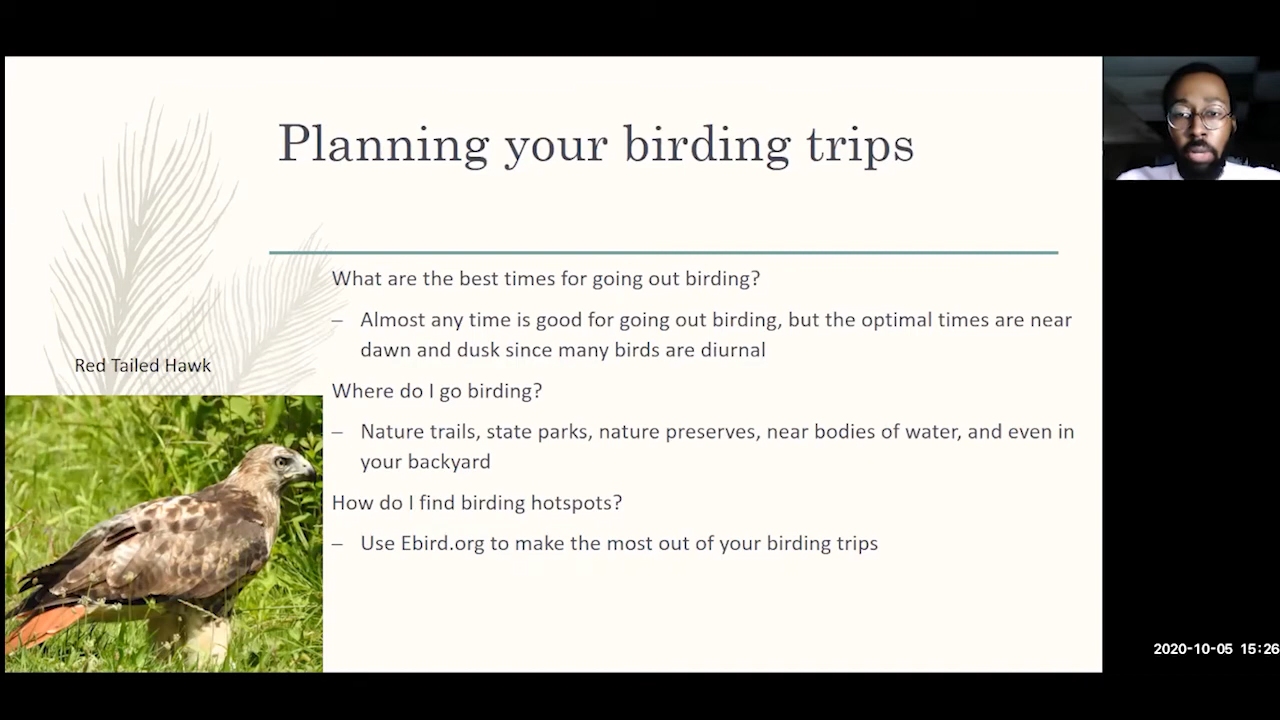 Planning your birding trips
What are the best times for going out birding?
– Almost any time is good for going out birding, but the optimal times are near
dawn and dusk since many birds are diurnal
Red Tailed Hawk
Where do I go birding?
– Nature trails, state parks, nature preserves, near bodies of water, and even in
your backyard
How do I find birding hotspots?
– Use Ebird.org to make the most out of your birding trips
2020-10-05 15:26